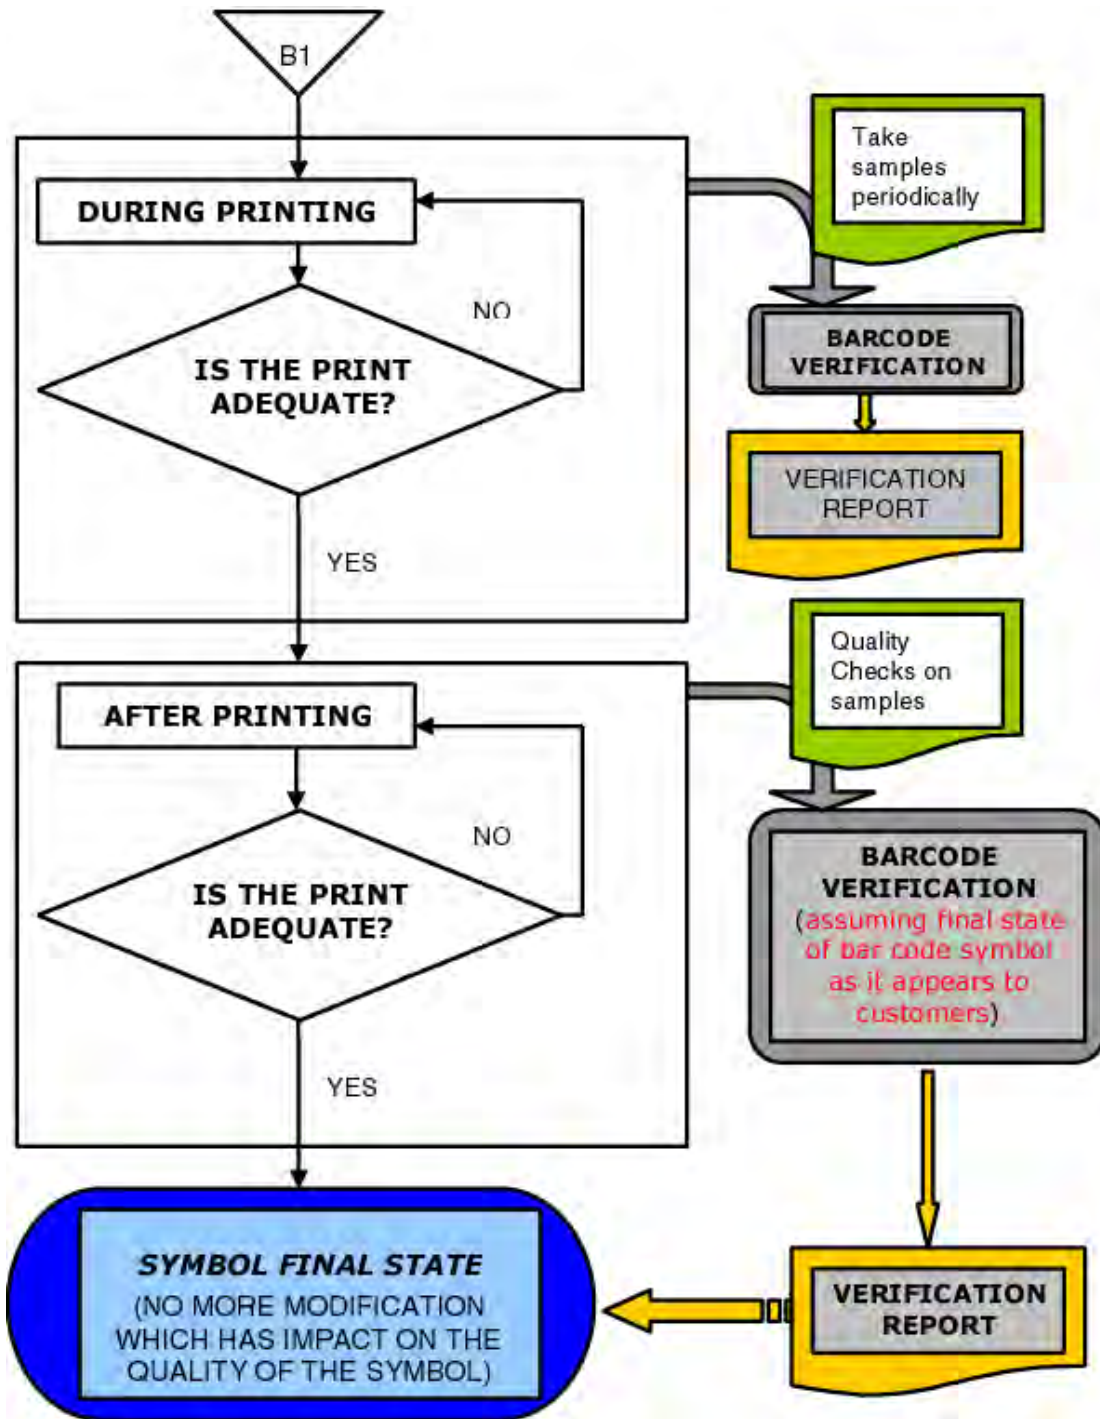 B1
Take
samples
periodically
DURING PRINTING
NO
IS THE PRINT
ADEQUATE?
YES
BARCODE
VERIFICATION
VERIFICATION
REPORT
Quality
Checks on
samples
AFTER PRINTING
NO
IS THE PRINT
ADEQUATE?
YES
BARCODE
VERIFICATION
(assuming final state
of bar code symbol
as it appears to
customers)
SYMBOL FINAL STATE
(NO MORE MODIFICATION
WHICH HAS IMPACT ON THE
QUALITY OF THE SYMBOL)
VERIFICATION
REPORT